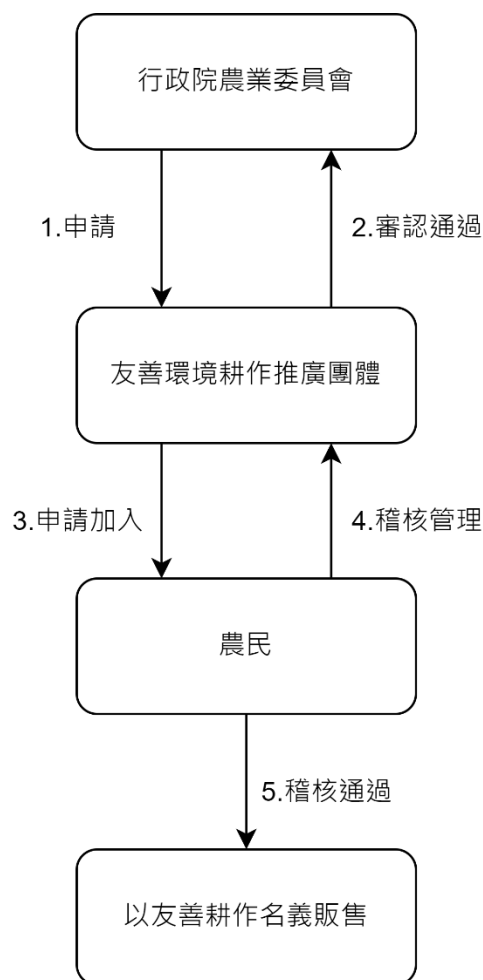 行政院農業委員會
1.申請
2.審認通過
友善環境耕作推廣團體
3.申請加入
4.稽核管理
農民
5.稽核通過
以友善耕作名義販售